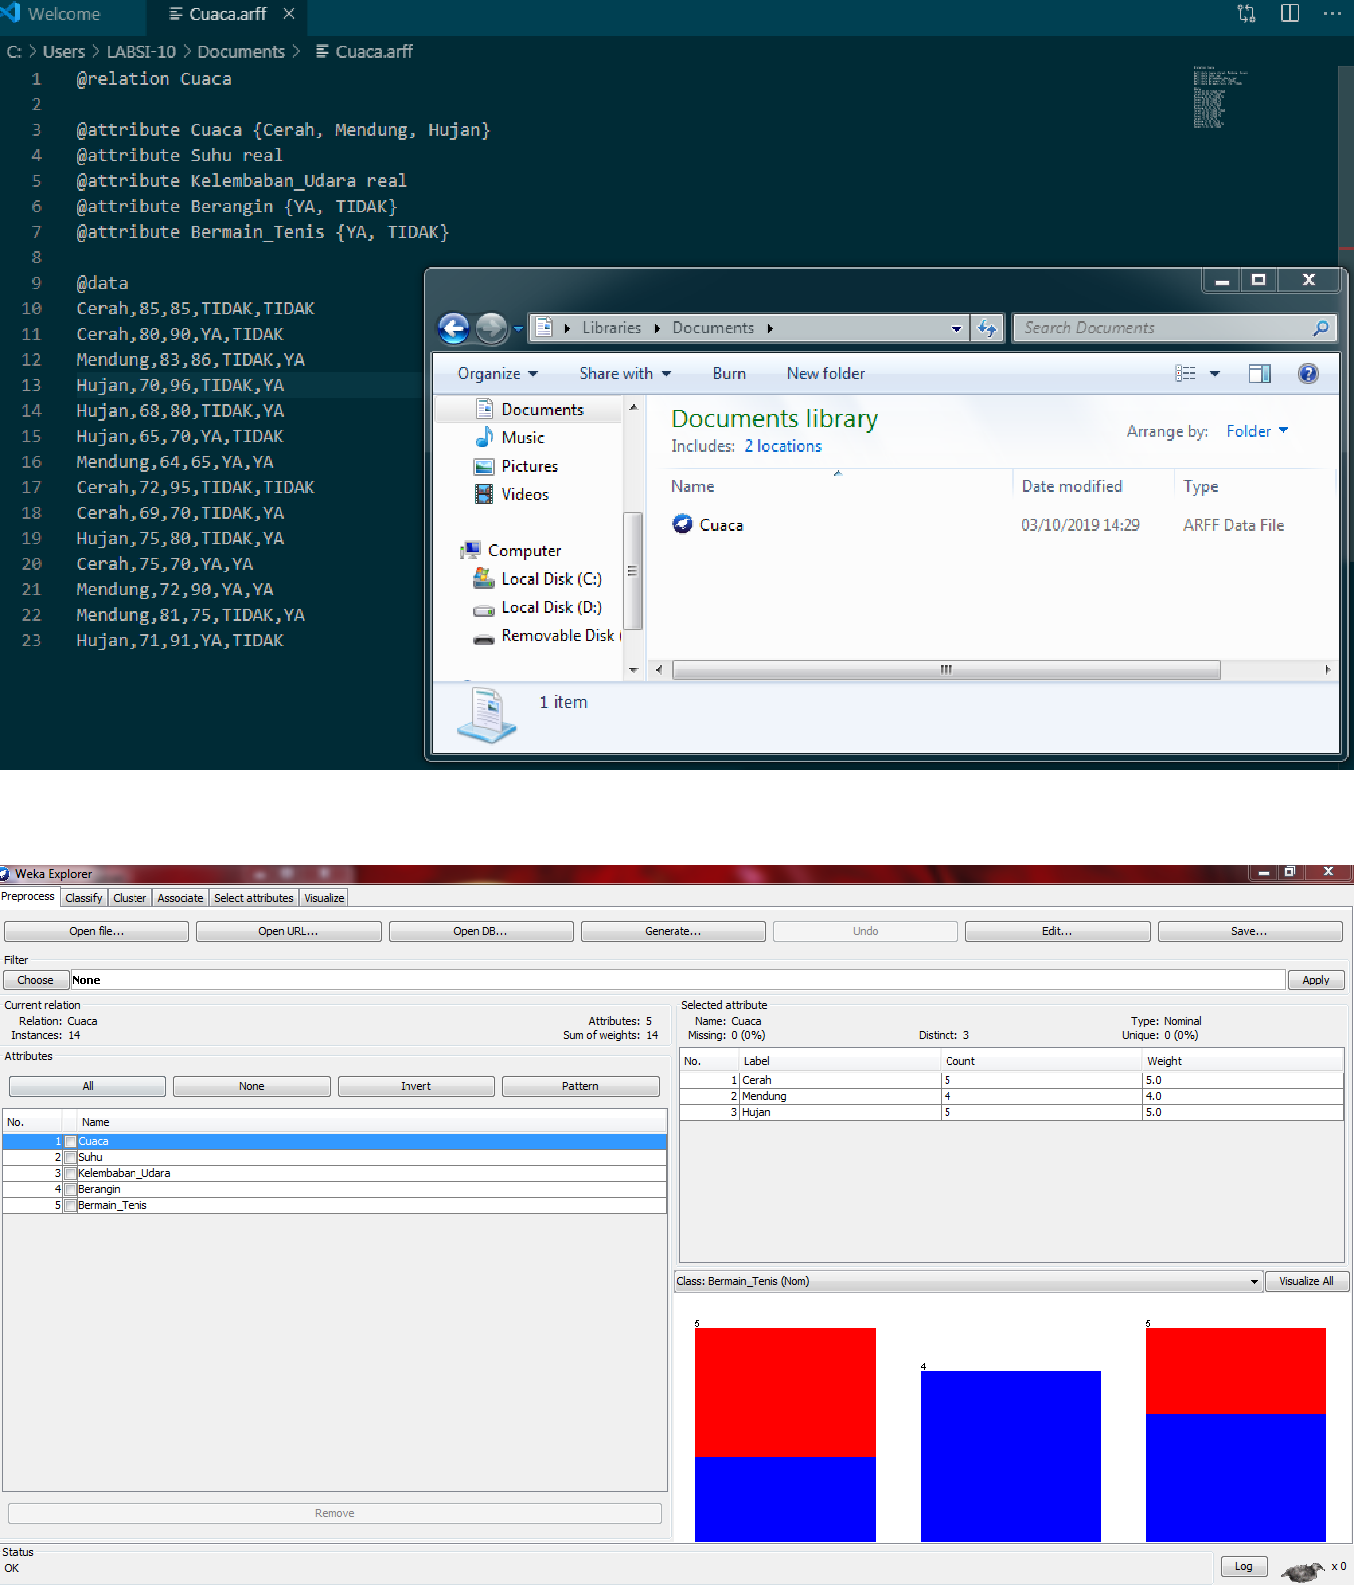 Welcome
Cuaca.arff
C: > Users > LABSI-10 > Documents > Cuaca.arff
1 @relation Cuaca
2
3 @attribute Cuaca {Cerah, Mendung, Hujan}
4 @attribute Suhu real
5 @attribute Kelembaban_Udara real
6 @attribute Berangin {YA, TIDAK}
7 @attribute Bermain_Tenis {YA, TIDAK}
8
9 @data
10 Cerah,85,85,TIDAK,TIDAK
11 Cerah,80,90,YA,TIDAK
12 Mendung,83,86,TIDAK,YA
13 Hujan,70,96,TIDAK,YA
14 Hujan,68,80,TIDAK,YA
15 Hujan,65,70,YA,TIDAK
16 Mendung,64,65,YA,YA
17 Cerah,72,95,TIDAK,TIDAK
18 Cerah,69,70,TIDAK,YA
19 Hujan,75,80,TIDAK,YA
20 Cerah,75,70,YA,YA
21 Mendung,72,90,YA,YA
22 Mendung,81,75,TIDAK,YA
23 Hujan,71,91,YA,TIDAK
Libraries Documents
Search Documents
Organize Share with Burn New folder
Documents
Music
Pictures
Videos
Computer
Local Disk (C:)
Local Disk (D:)
Removable Disk (
Documents library
Includes: 2 locations
Arrange by: Folder
Name Date modified Type
Cuaca 03/10/2019 14:29 ARFF Data File
1 item
Weka Explorer
Preprocess Classify Cluster Associate Select attributes Visualize
Open file... Open URL... Open DB... Generate... Undo Edit... Save...
Filter
Choose None Apply
Current relation
Relation: Cuaca Attributes: 5
Instances: 14 Sum of weights: 14
Attributes
All None Invert Pattern
No. Name
1 Cuaca
2 Suhu
3 Kelembaban_Udara
4 Berangin
5 Bermain_Tenis
Remove
Selected attribute
Name: Cuaca Type: Nominal
Missing: 0 (0%) Distinct: 3 Unique: 0 (0%)
No. Label Count Weight
1 Cerah 5 5.0
2 Mendung 4 4.0
3 Hujan 5 5.0
Class: Bermain_Tenis (Nom) Visualize All
5
4
5
Status
OK
Log x 0